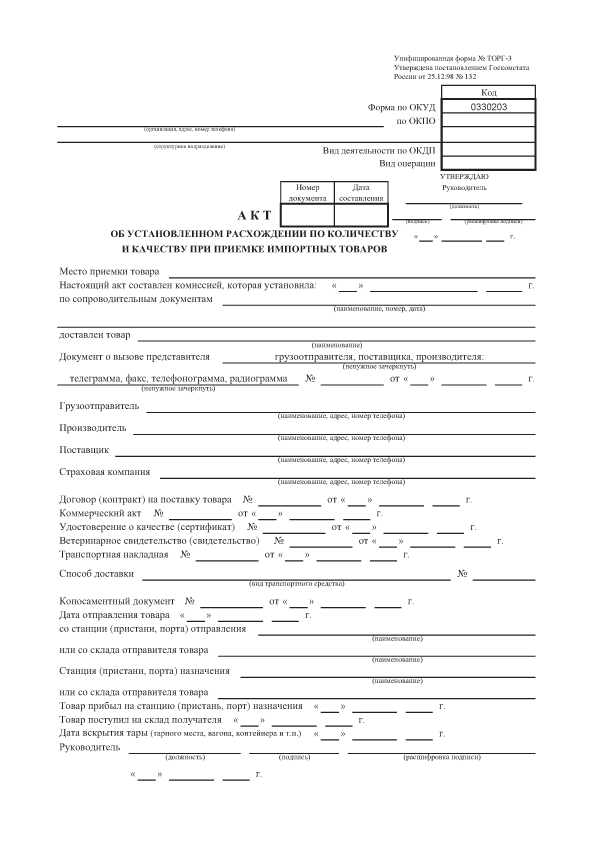 Унифицированная форма № ТОРГ-3
Утверждена постановлением Госкомстата
России от 25.12.98 № 132
Код
Форма по ОКУД 0330203
по ОКПО
(организация, адрес, номер телефона)
(структурное подразделение)
Вид деятельности по ОКДП
Вид операции
УТВЕРЖДАЮ
Руководитель
(должность)
(подпись) (расшифровка подписи)
« » г.
Номер документа Дата составления
АКТ
ОБ УСТАНОВЛЕННОМ РАСХОЖДЕНИИ ПО КОЛИЧЕСТВУ
И КАЧЕСТВУ ПРИ ПРИЕМКЕ ИМПОРТНЫХ ТОВАРОВ
Место приемки товара
Настоящий акт составлен комиссией, которая установила: « » г.
по сопроводительным документам
(наименование, номер, дата)
доставлен товар
(наименование)
Документ о вызове представителя грузоотправителя, поставщика, производителя:
(ненужное зачеркнуть)
телеграмма, факс, телефонограмма, радиограмма № от « » г.
(ненужное зачеркнуть)
Грузоотправитель
(наименование, адрес, номер телефона)
Производитель
(наименование, адрес, номер телефона)
Поставщик
(наименование, адрес, номер телефона)
Страховая компания
(наименование, адрес, номер телефона)
Договор (контракт) на поставку товара № от « » г.
Коммерческий акт № от « » г.
Удостоверение о качестве (сертификат) № от « » г.
Ветеринарное свидетельство (свидетельство) № от « » г.
Транспортная накладная № от « » г.
Способ доставки №
(вид транспортного средства)
Коносаментный документ № от « » г.
Дата отправления товара « » г.
со станции (пристани, порта) отправления
(наименование)
или со склада отправителя товара
(наименование)
Станция (пристани, порта) назначения
(наименование)
или со склада отправителя товара
Товар прибыл на станцию (пристань, порт) назначения « » г.
Товар поступил на склад получателя « » г.
Дата вскрытия тары (тарного места, вагона, контейнера и т.п.) « » г.
Руководитель
(должность) (подпись) (расшифровка подписи)
« » г.